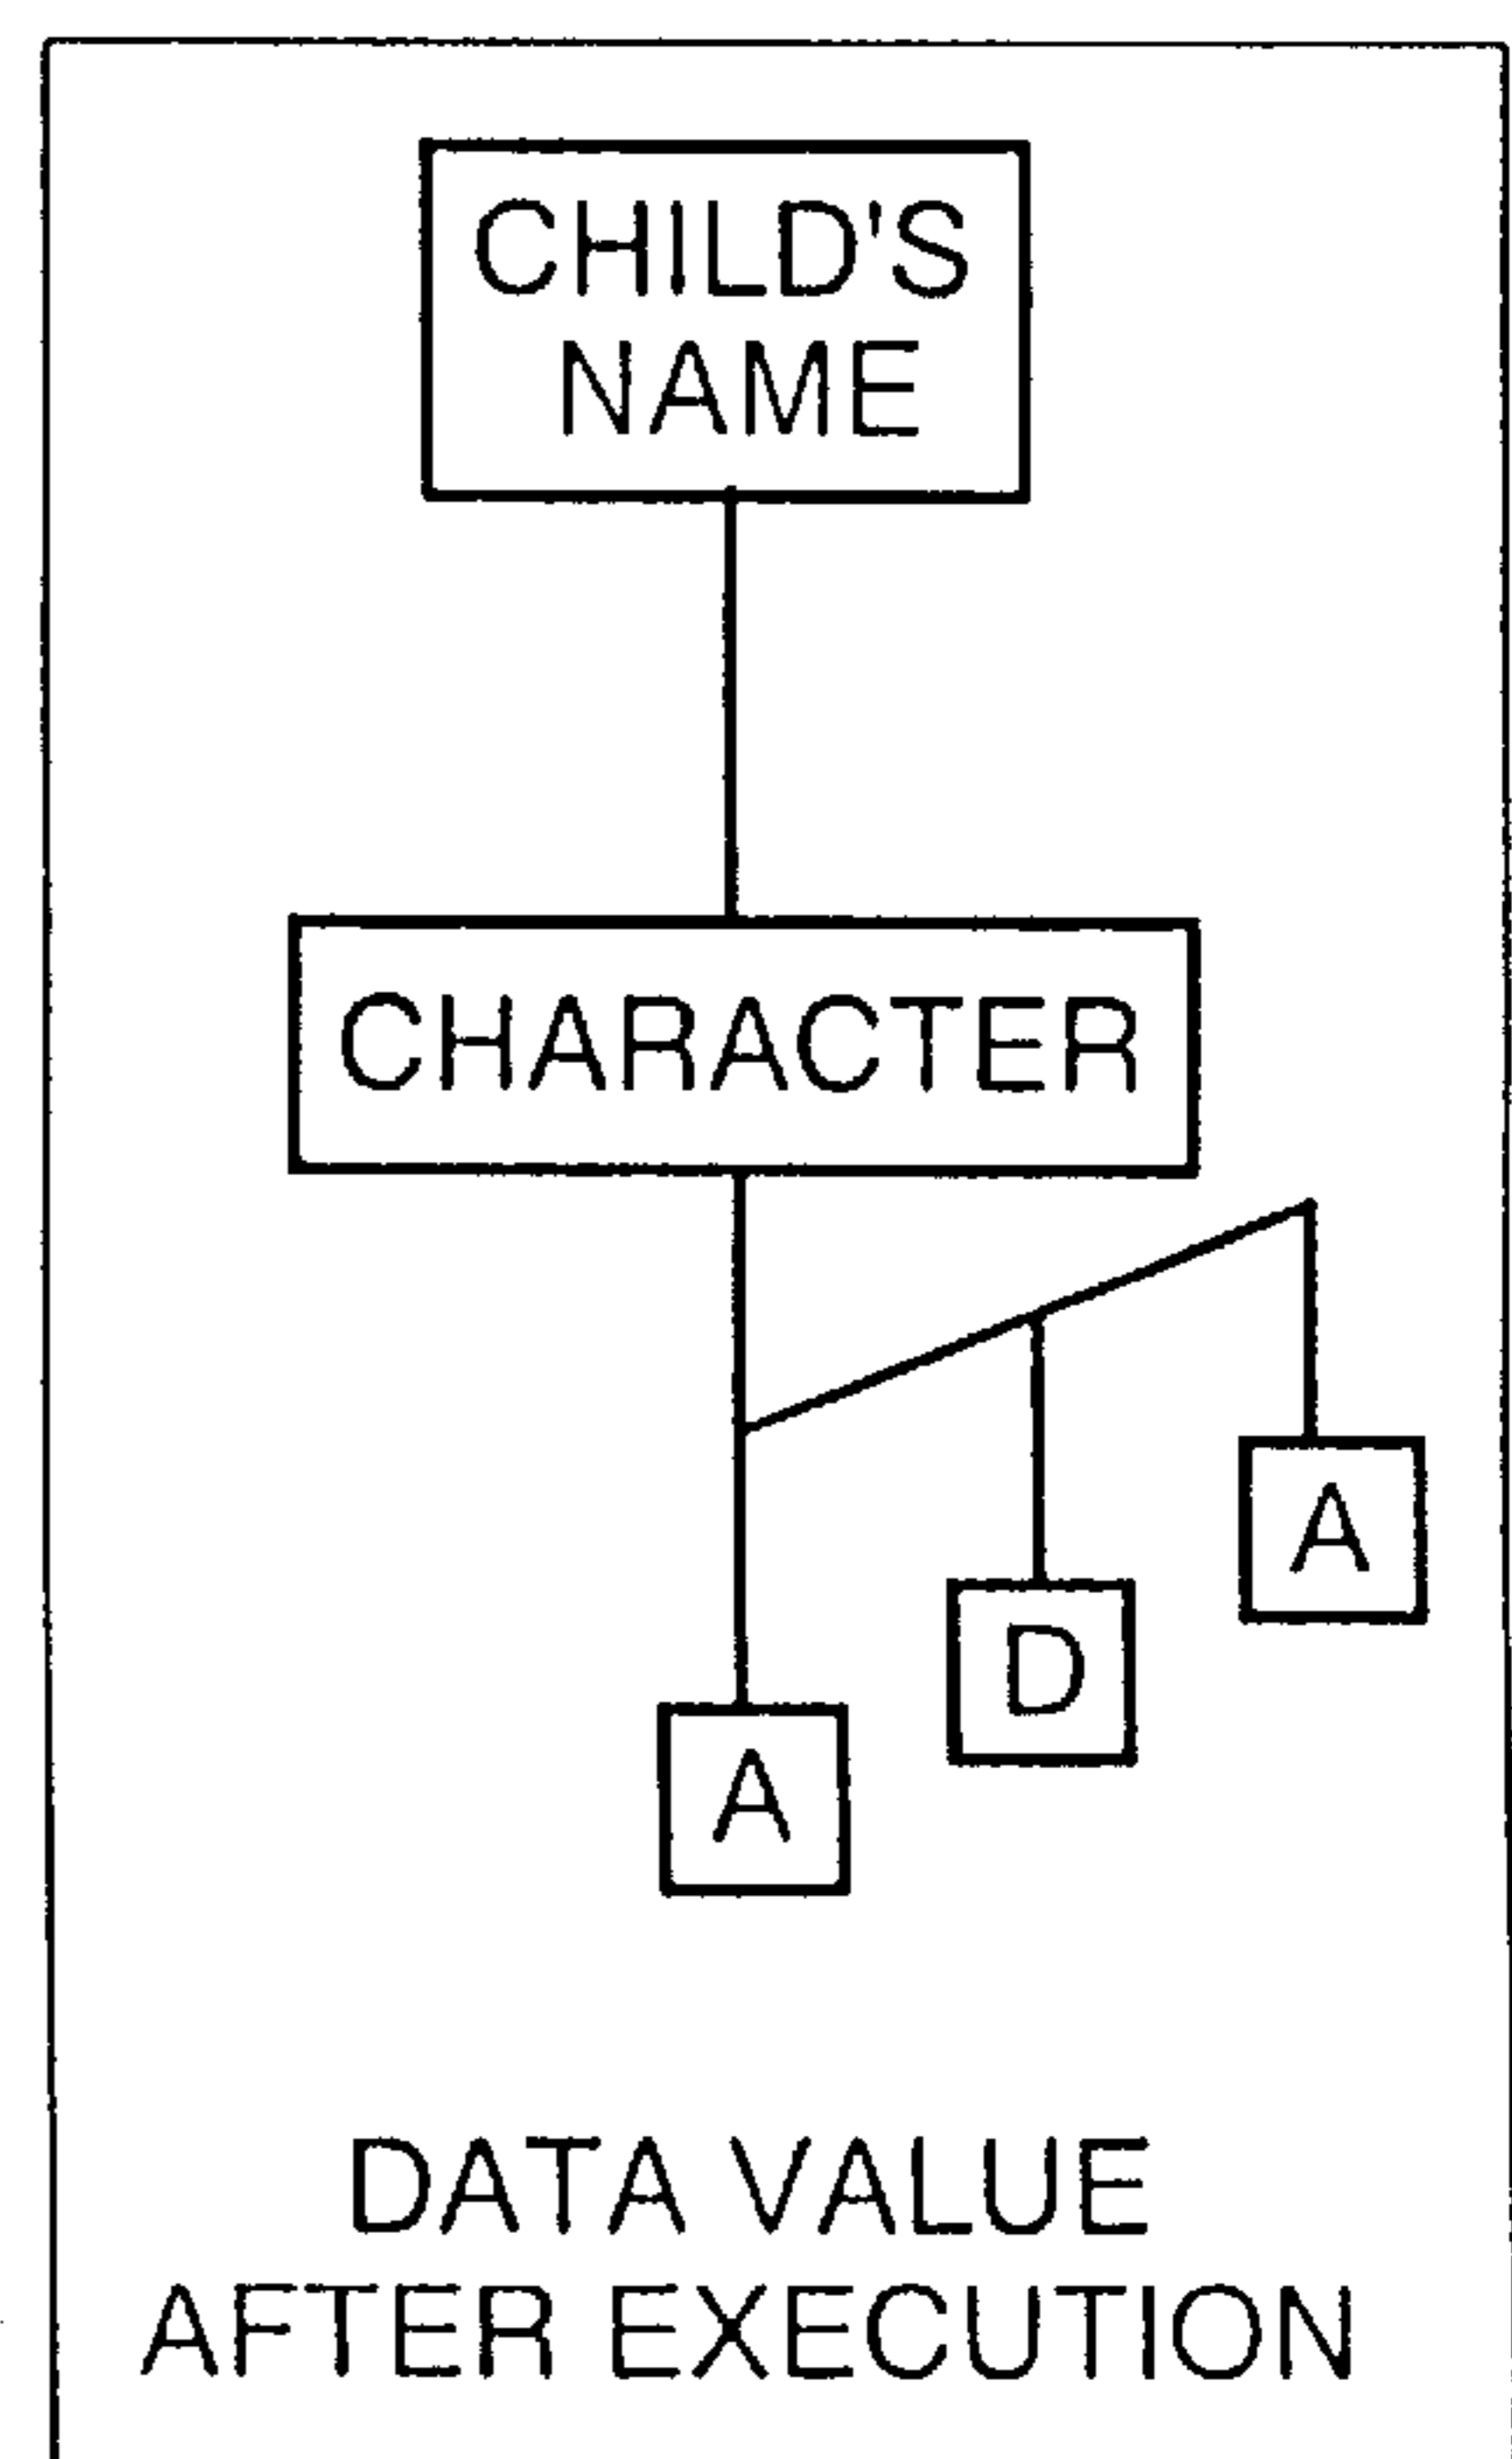 CHILD'S
NAME
CHARACTER
A
D
A
DATA VALUE
AFTER EXECUTION